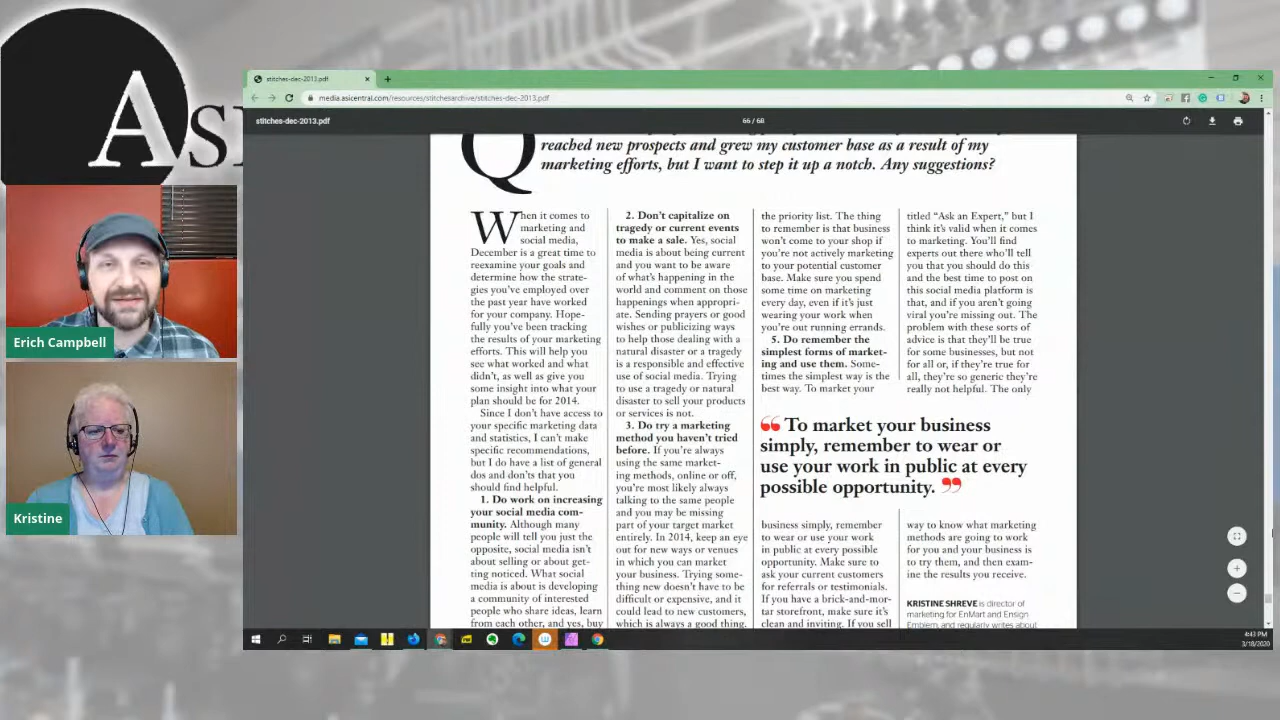 ASI
Erich Campbell
Kristine
stitches-dec-2013.pdf
media.asicentral.com/resources/stitchesarchive/stitches-dec-2013.pdf
stitches-dec-2013.pdf
66 / 68
Q
reached new prospects and grew my customer base as a result of my
marketing efforts, but I want to step it up a notch. Any suggestions?
When it comes to
marketing and
social media,
December is a great time to
reexamine your goals and
determine how the strate-
gies you've employed over
the past year have worked
for your company. Hope-
fully you've been tracking
the results of your marketing
efforts. This will help you
see what worked and what
didn't, as well as give you
some insight into what your
plan should be for 2014.
Since I don't have access to
your specific marketing data
and statistics, I can't make
specific recommendations,
but I do have a list of general
dos and don'ts that you
should find helpful.
1. Do work on increasing
your social media com-
munity. Although many
people will tell you just the
opposite, social media isn't
about selling or about get-
ting noticed. What social
media is about is developing
a community of interested
people who share ideas, learn
from each other, and yes, buy
2. Don't capitalize on
tragedy or current events
to make a sale. Yes, social
media is about being current
and you want to be aware
of what's happening in the
world and comment on those
happenings when appropri-
ate. Sending prayers or good
wishes or publicizing ways
to help those dealing with a
natural disaster or a tragedy
is a responsible and effective
use of social media. Trying
to use a tragedy or natural
disaster to sell your products
or services is not.
3. Do try a marketing
method you haven't tried
before. If you're always
using the same market-
ing methods, online or off,
you're most likely always
talking to the same people
and you may be missing
part of your target market
entirely. In 2014, keep an eye
out for new ways or venues
in which you can market
your business. Trying some-
thing new doesn't have to be
difficult or expensive, and it
could lead to new customers,
which is always a good thing.
the priority list. The thing
to remember is that business
won't come to your shop if
you're not actively marketing
to your potential customer
base. Make sure you spend
some time on marketing
every day, even if it's just
wearing your work when
you're out running errands.
5. Do remember the
simplest forms of market-
ing and use them. Some-
times the simplest way is the
best way. To market your
titled “Ask an Expert,” but I
think it's valid when it comes
to marketing. You'll find
experts out there who'll tell
you that you should do this
and the best time to post on
this social media platform is
that, and if you aren't going
viral you're missing out. The
problem with these sorts of
advice is that they'll be true
for some businesses, but not
for all or, if they're true for
all, they're so generic they're
really not helpful. The only
“ To market your business
simply, remember to wear or
use your work in public at every
possible opportunity. ”
business simply, remember
to wear or use your work
in public at every possible
opportunity. Make sure to
ask your current customers
for referrals or testimonials.
If you have a brick-and-mor-
tar storefront, make sure it's
clean and inviting. If you sell
way to know what marketing
methods are going to work
for you and your business is
to try them, and then exam-
ine the results you receive.
KRISTINE SHREVE is director of
marketing for EnMart and Ensign
Emblem, and regularly writes about
4:43 PM
3/18/2020